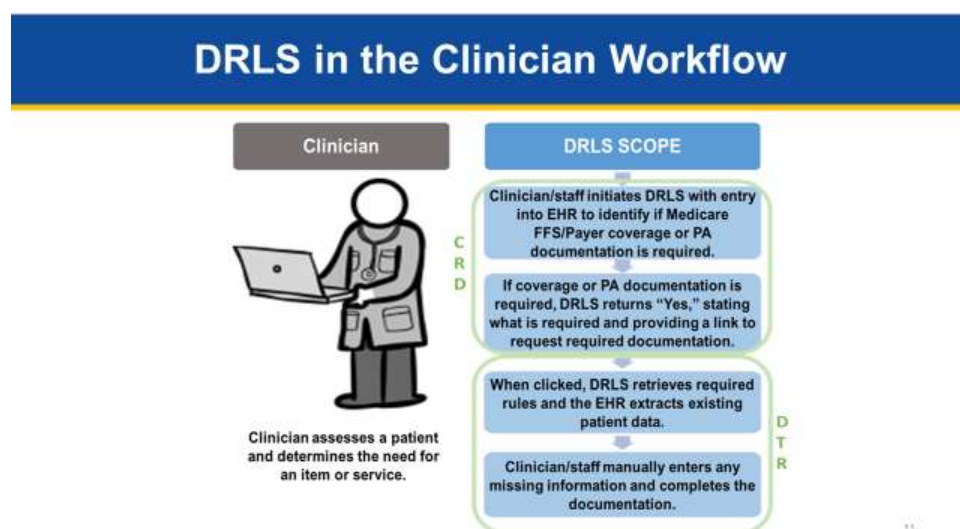 DRLS in the Clinician Workflow
Clinician
Clinician assesses a patient
and determines the need for
an item or service.
DRLS SCOPE
C
R
D
Clinician/staff initiates DRLS with entry
into EHR to identify if Medicare
FFS/Payer coverage or PA
documentation is required.
If coverage or PA documentation is
required, DRLS returns “Yes,” stating
what is required and providing a link to
request required documentation.
D
T
R
When clicked, DRLS retrieves required
rules and the EHR extracts existing
patient data.
Clinician/staff manually enters any
missing information and completes the
documentation.